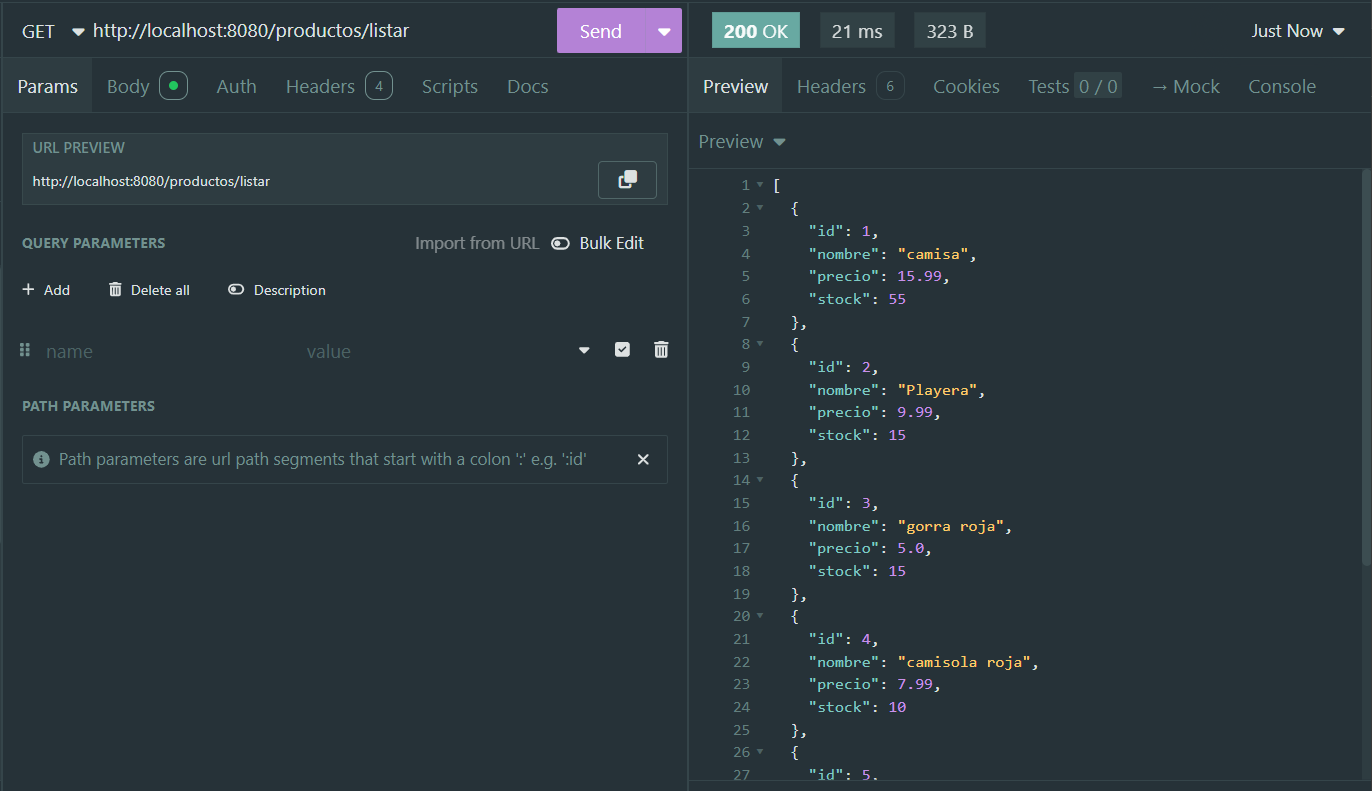 GET http://localhost:8080/productos/listar Send
200 OK 21 ms 323 B Just Now
Params Body Auth Headers 4 Scripts Docs
Preview Headers 6 Cookies Tests 0 / 0 → Mock Console
URL PREVIEW
http://localhost:8080/productos/listar
QUERY PARAMETERS Import from URL Bulk Edit
+ Add Delete all Description
name value
PATH PARAMETERS
Path parameters are url path segments that start with a colon ':' e.g. ':id'
Preview
1 [
2 {
3 "id": 1,
4 "nombre": "camisa",
5 "precio": 15.99,
6 "stock": 55
7 },
8 {
9 "id": 2,
10 "nombre": "Playera",
11 "precio": 9.99,
12 "stock": 15
13 },
14 {
15 "id": 3,
16 "nombre": "gorra roja",
17 "precio": 5.0,
18 "stock": 15
19 },
20 {
21 "id": 4,
22 "nombre": "camisola roja",
23 "precio": 7.99,
24 "stock": 10
25 },
26 {
27 "id": 5,